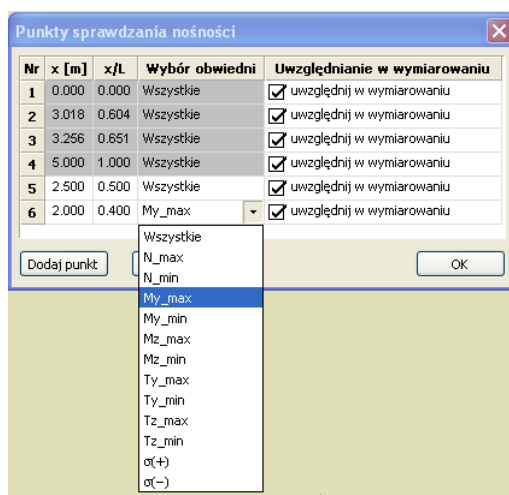 Punkty sprawdzania nośności
Nr x [m] x/L Wybór obwiedni Uwzględnianie w wymiarowaniu
1 0.000 0.000 Wszystkie uwzględnij w wymiarowaniu
2 3.018 0.604 Wszystkie uwzględnij w wymiarowaniu
3 3.256 0.651 Wszystkie uwzględnij w wymiarowaniu
4 5.000 1.000 Wszystkie uwzględnij w wymiarowaniu
5 2.500 0.500 Wszystkie uwzględnij w wymiarowaniu
6 2.000 0.400 My_max uwzględnij w wymiarowaniu
Dodaj punkt OK
Wszystkie
N_max
N_min
My_max
My_min
Mz_max
Mz_min
Ty_max
Ty_min
Tz_max
Tz_min
σ(+)
σ(−)